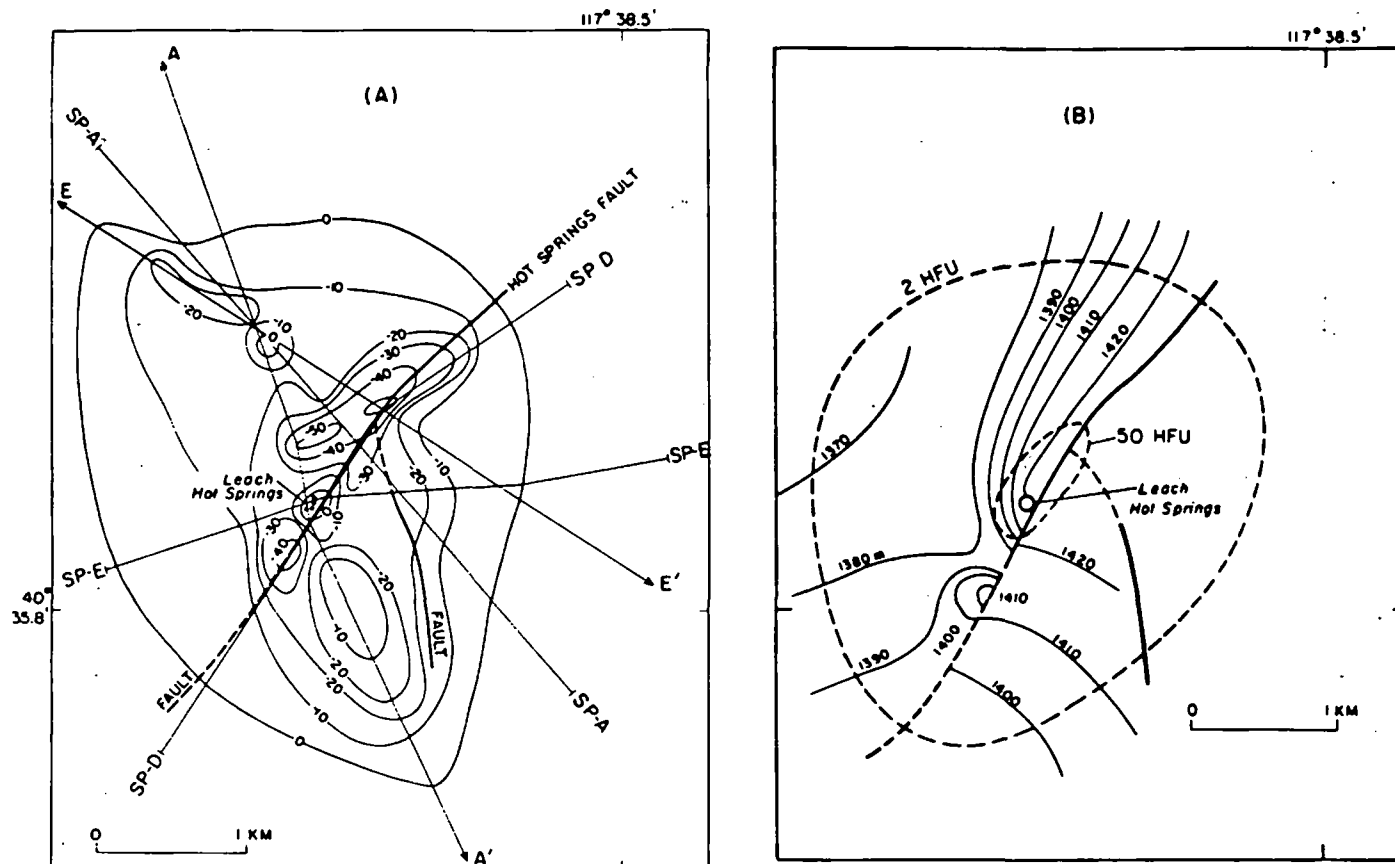 117° 38.5'
A
(A)
SP-A'
E
0
HOT SPRINGS FAULT
SP D
-10
-20
-10
0
-20
-30
-40
-50
-40
-30
-20
-10
SP-E
Leach
Hot Springs
-10
-30
-40
SP-E
40°
35.8'
E'
-20
-20
-10
FAULT
FAULT
SP-A
SP-D
0
0 1 KM
A'
117° 38.5'
(B)
2 HFU
1390
1400
1410
1420
1370
50 HFU
Leach
Hot Springs
1380 m
1420
1410
1400
1390
1410
1400
0 1 KM